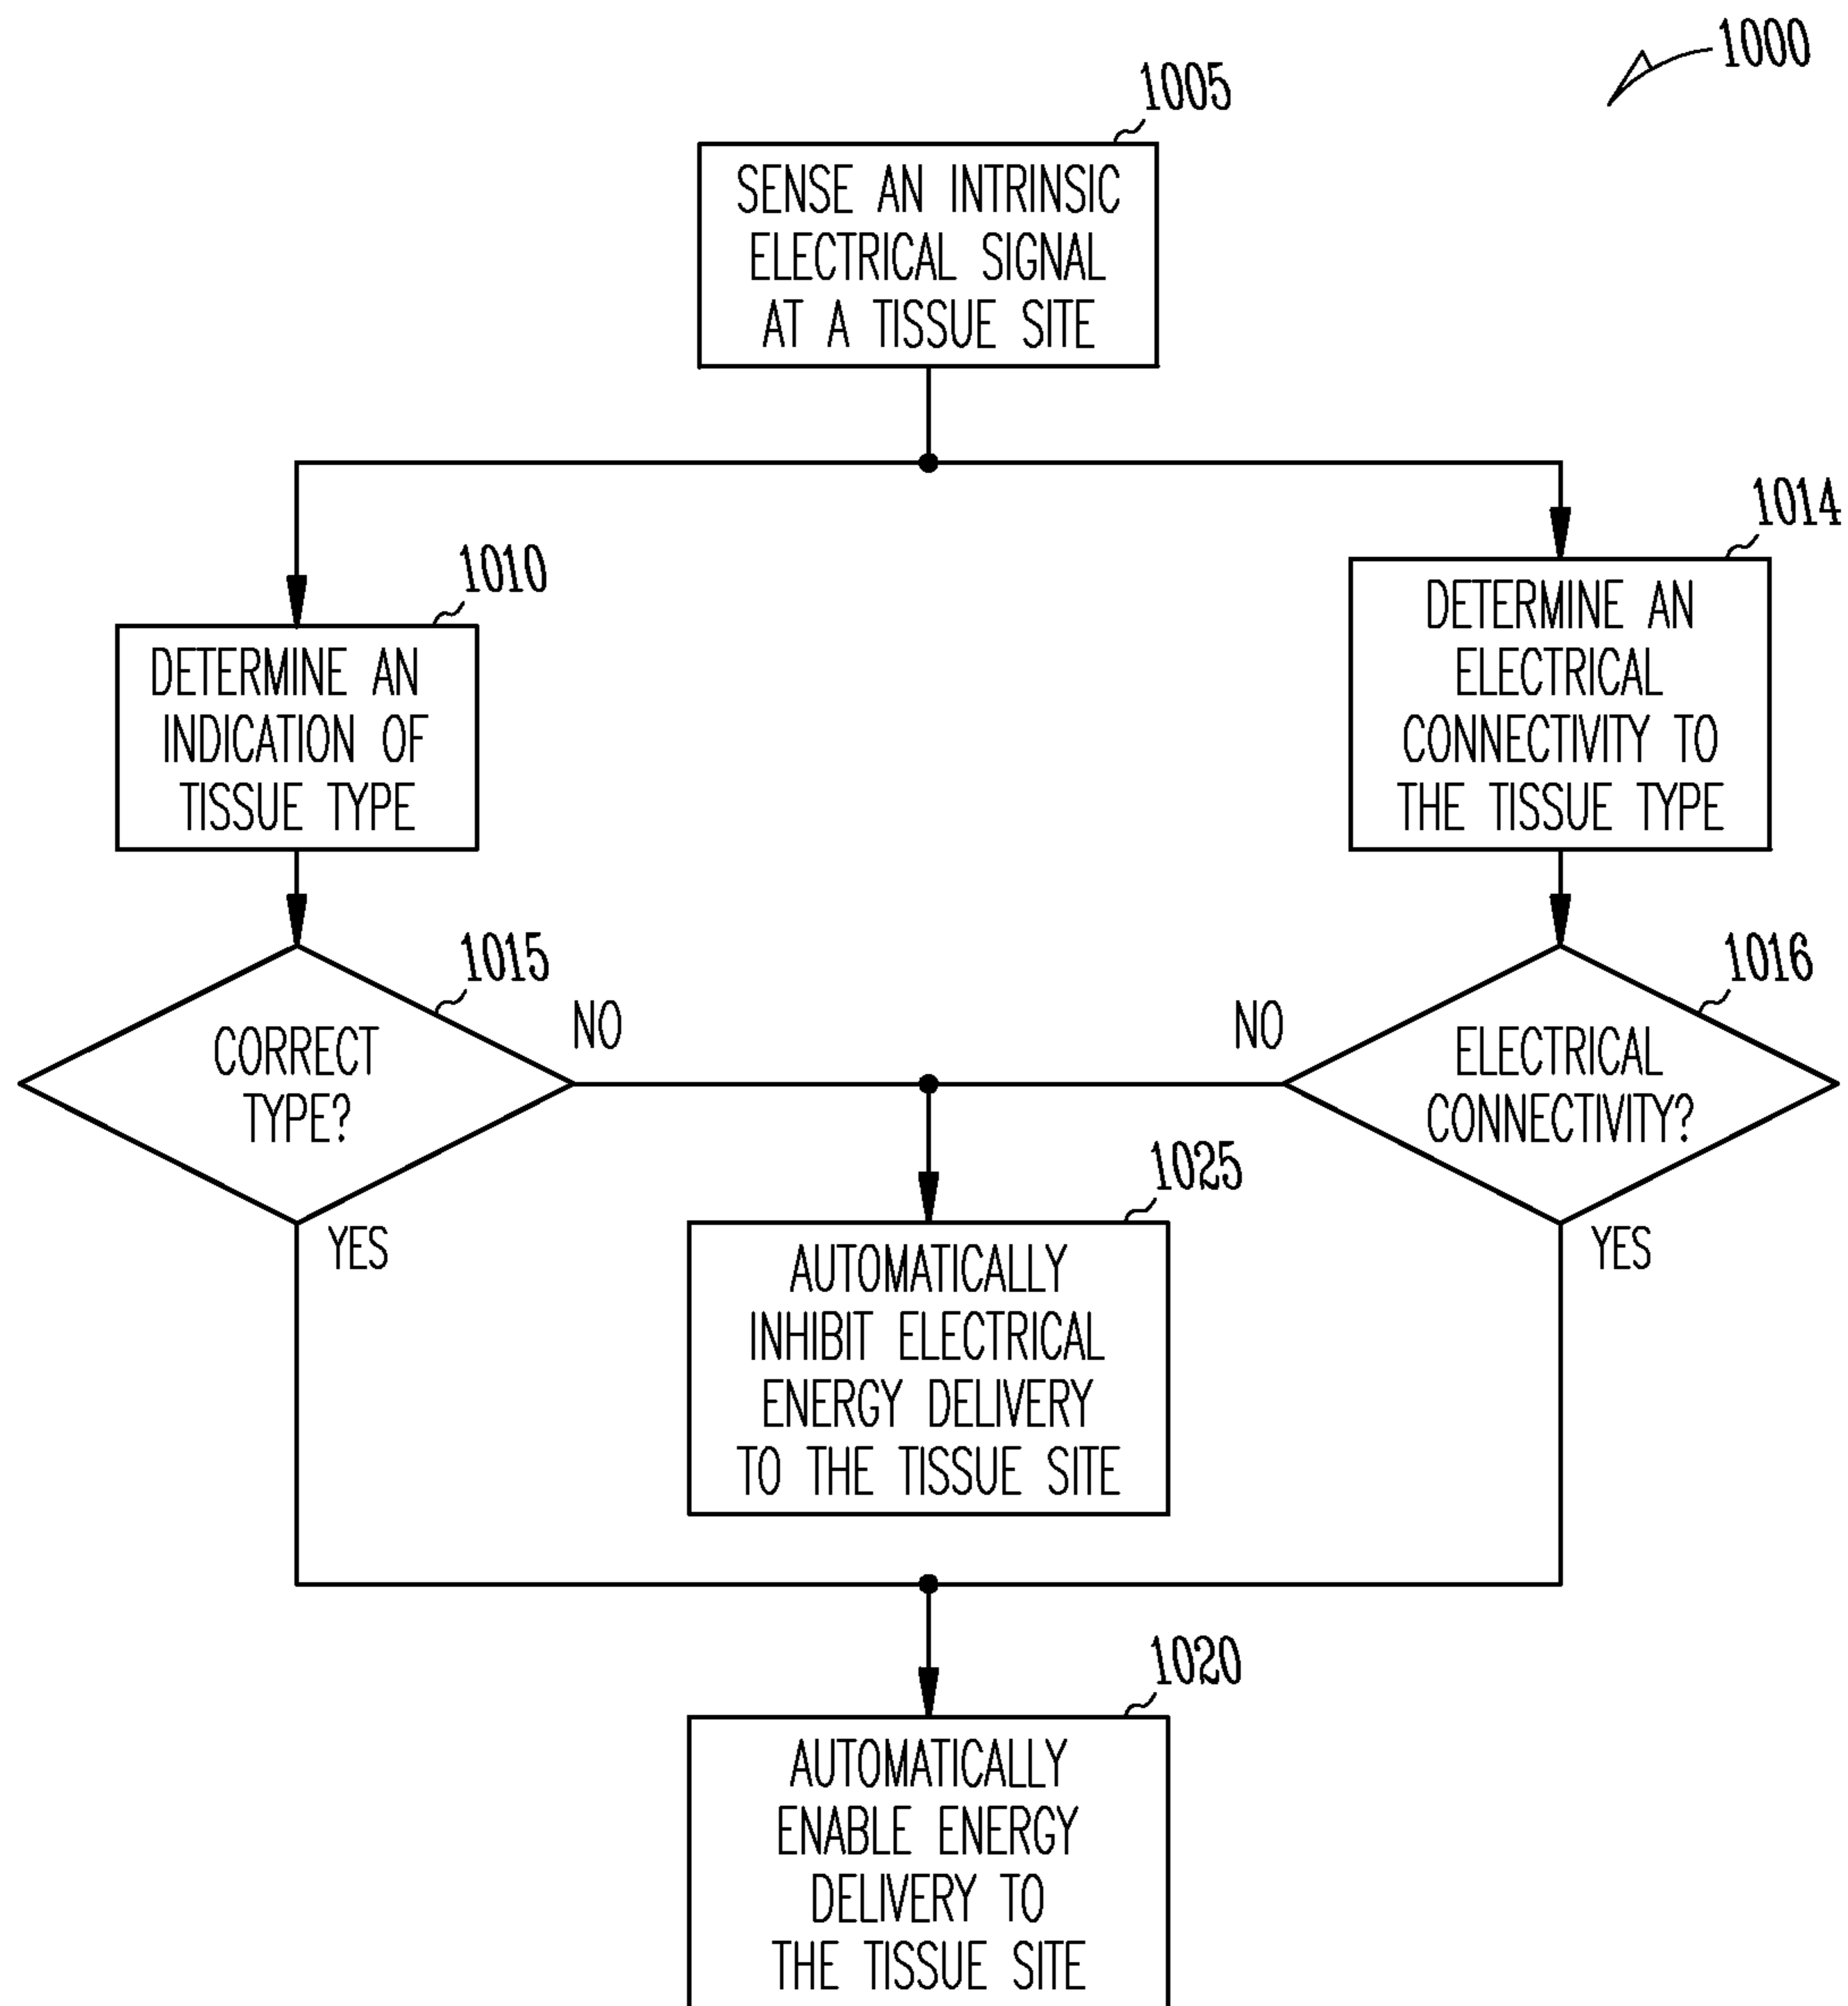 1000
1005
SENSE AN INTRINSIC
ELECTRICAL SIGNAL
AT A TISSUE SITE
1010
DETERMINE AN
INDICATION OF
TISSUE TYPE
1014
DETERMINE AN
ELECTRICAL
CONNECTIVITY TO
THE TISSUE TYPE
1015
CORRECT
TYPE?
NO
YES
1016
ELECTRICAL
CONNECTIVITY?
NO
YES
1025
AUTOMATICALLY
INHIBIT ELECTRICAL
ENERGY DELIVERY
TO THE TISSUE SITE
1020
AUTOMATICALLY
ENABLE ENERGY
DELIVERY TO
THE TISSUE SITE